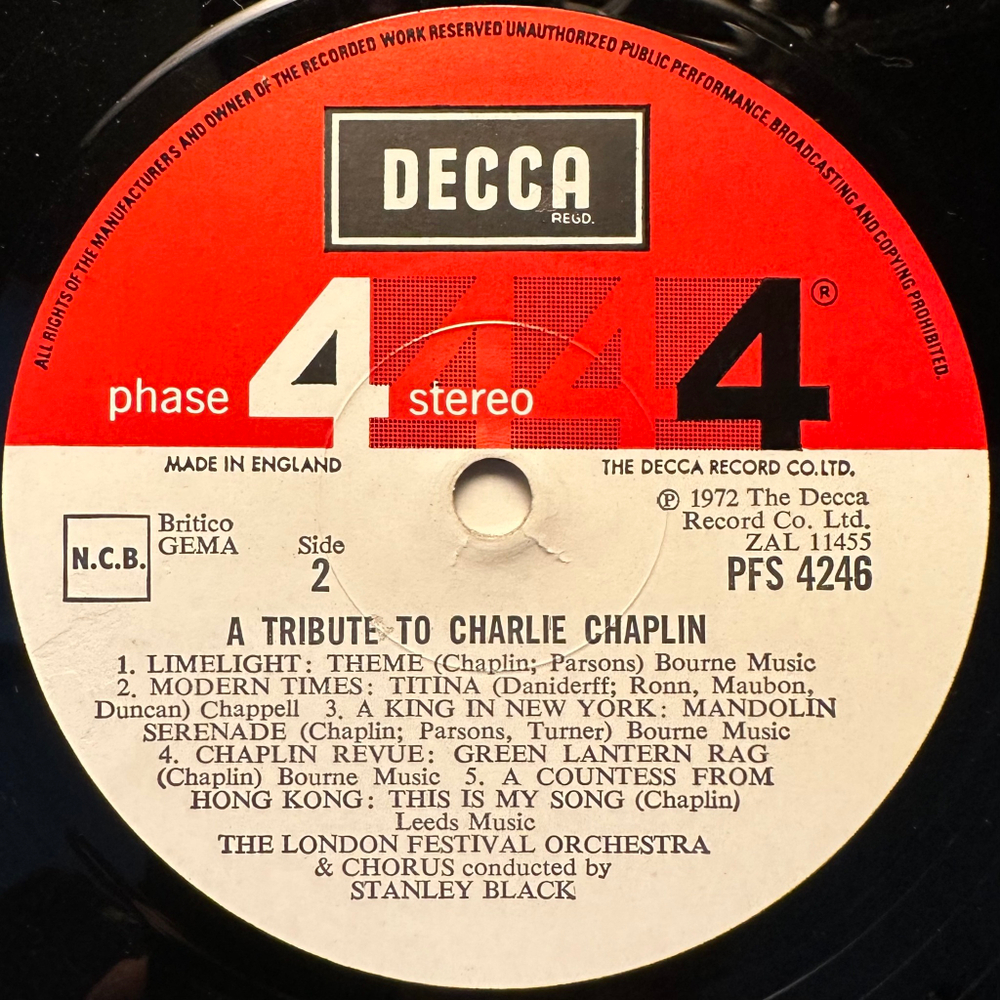 ALL RIGHTS OF THE MANUFACTURERS AND OWNER OF THE RECORDED WORK RESERVED UNAUTHORIZED PUBLIC PERFORMANCE BROADCASTING AND COPYING PROHIBITED.
DECCA
REGD.
phase 4 stereo 4 ®
MADE IN ENGLAND
THE DECCA RECORD CO. LTD.
℗ 1972 The Decca
Record Co. Ltd.
ZAL 11455
PFS 4246
N.C.B.
Britico
GEMA
Side
2
A TRIBUTE TO CHARLIE CHAPLIN
1. LIMELIGHT: THEME (Chaplin; Parsons) Bourne Music
2. MODERN TIMES: TITINA (Daniderff; Ronn, Maubon,
Duncan) Chappell 3. A KING IN NEW YORK: MANDOLIN
SERENADE (Chaplin; Parsons, Turner) Bourne Music
4. CHAPLIN REVUE: GREEN LANTERN RAG
(Chaplin) Bourne Music 5. A COUNTESS FROM
HONG KONG: THIS IS MY SONG (Chaplin)
Leeds Music
THE LONDON FESTIVAL ORCHESTRA
& CHORUS conducted by
STANLEY BLACK